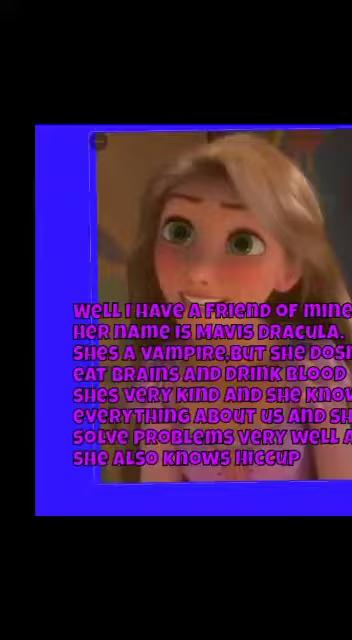 Well I have a friend of mine
Her name is Mavis Dracula.
Shes a vampire,but she dosn
eat brains and drink blood
Shes very kind and she know
everything about us and sh
solve problems very well a
she also knows Hiccup